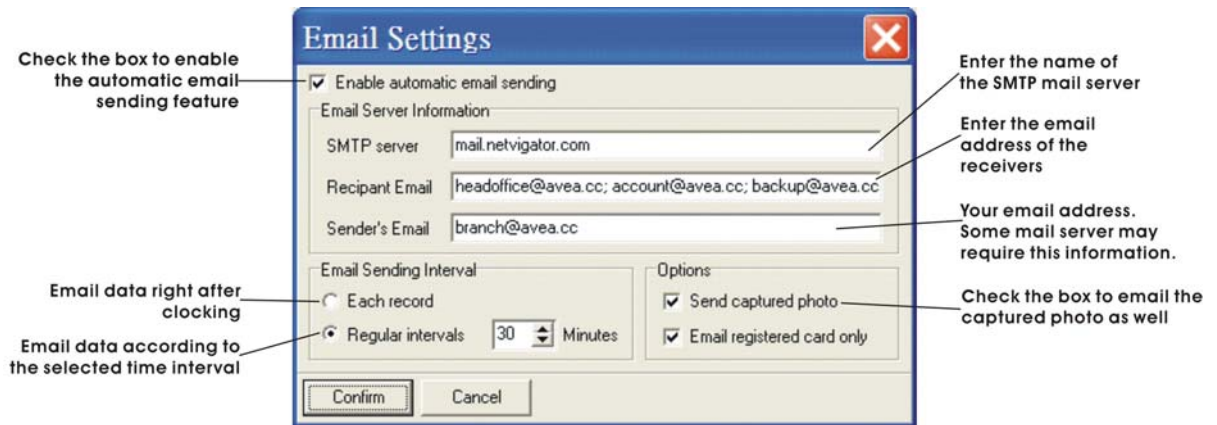 Email Settings
Check the box to enable
the automatic email
sending feature
Enable automatic email sending
Email Server Information
SMTP server
mail.netvigator.com
Recipant Email
headoffice@avea.cc; account@avea.cc; backup@avea.cc
Sender's Email
branch@avea.cc
Enter the name of
the SMTP mail server
Enter the email
address of the
receivers
Your email address.
Some mail server may
require this information.
Email Sending Interval
Each record
Regular intervals 30 Minutes
Options
Send captured photo
Email registered card only
Email data right after
clocking
Email data according to
the selected time interval
Check the box to email the
captured photo as well
Confirm
Cancel